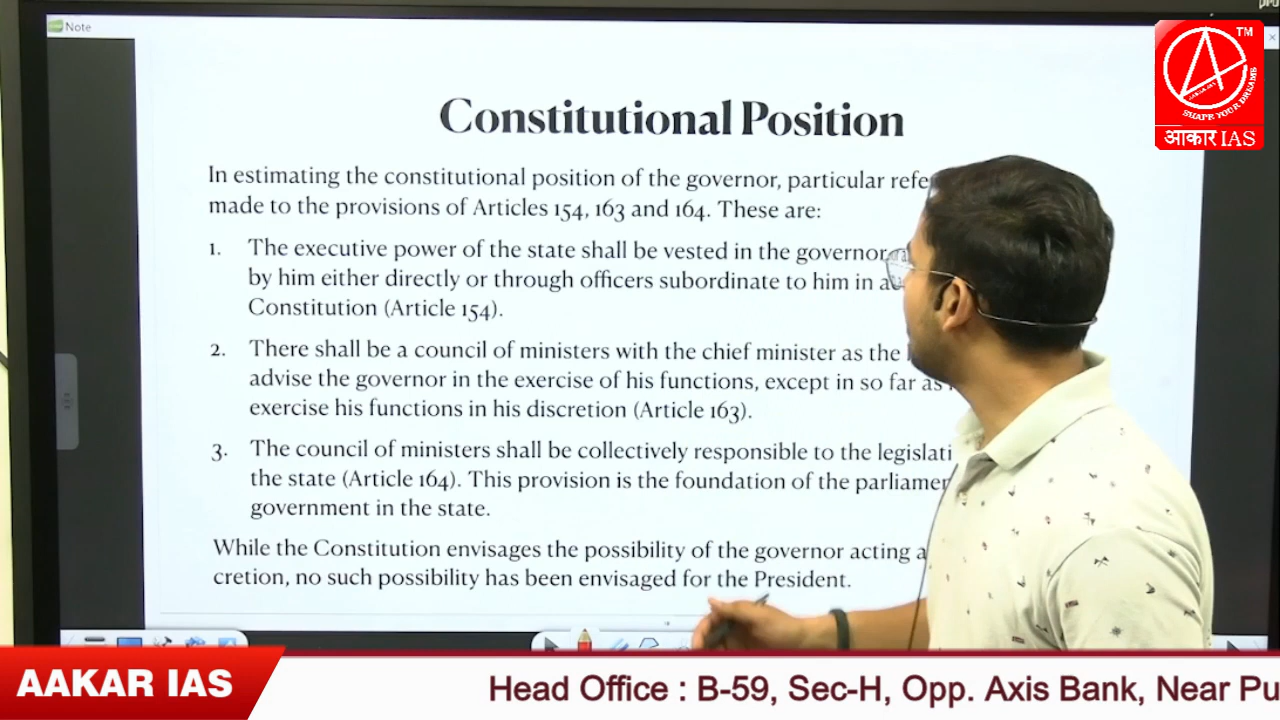 Note
TM
SHAPE YOUR DREAMS
आकार IAS
Constitutional Position
In estimating the constitutional position of the governor, particular
made to the provisions of Articles 154, 163 and 164. These are:
1. The executive power of the state shall be vested in the governor
by him either directly or through officers subordinate to him in
Constitution (Article 154).
2. There shall be a council of ministers with the chief minister as the
advise the governor in the exercise of his functions, except in so far as
exercise his functions in his discretion (Article 163).
3. The council of ministers shall be collectively responsible to the
the state (Article 164). This provision is the foundation of the
government in the state.
While the Constitution envisages the possibility of the governor acting
cretion, no such possibility has been envisaged for the President.
AAKAR IAS
Head Office : B-59, Sec-H, Opp. Axis Bank, Near